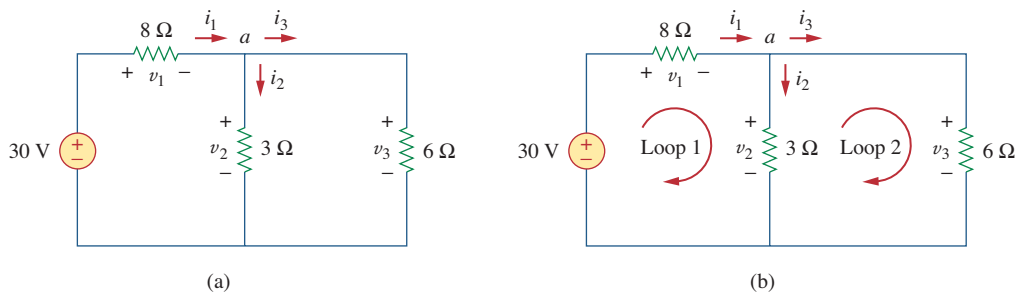 8 Ω i₁ a i₃
+ v₁ −
i₂
30 V + −
+ v₂ − 3 Ω
+ v₃ − 6 Ω
(a)
8 Ω i₁ a i₃
+ v₁ −
i₂
30 V + −
Loop 1
+ v₂ − 3 Ω
Loop 2
+ v₃ − 6 Ω
(b)